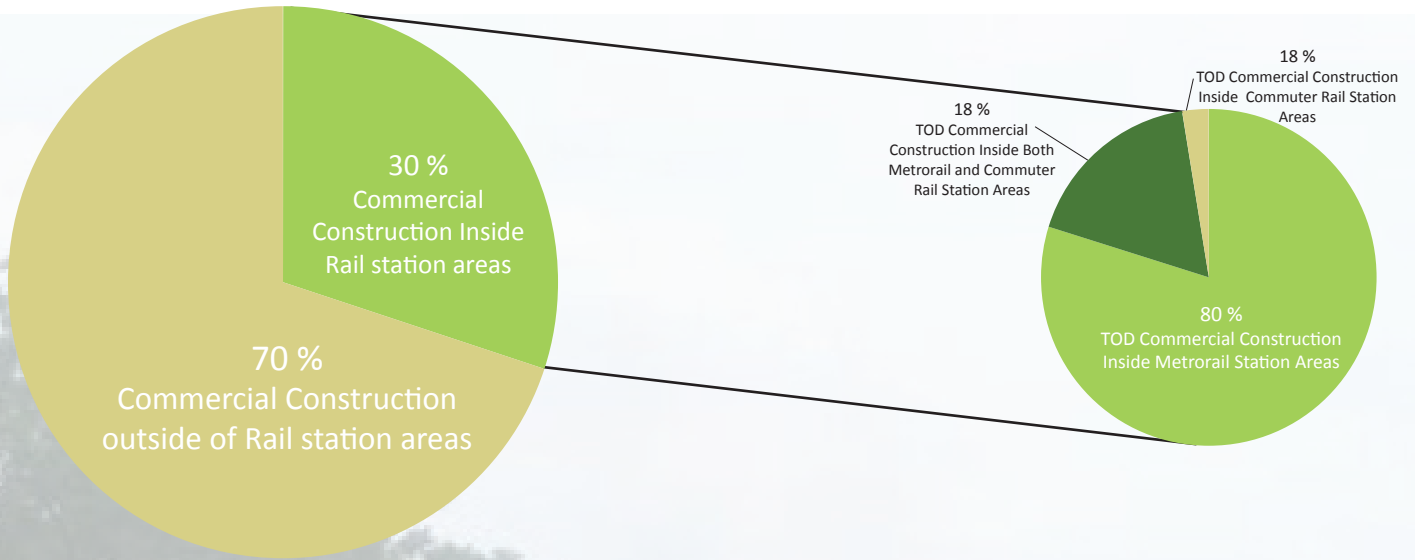 30 %
Commercial
Construction Inside
Rail station areas
70 %
Commercial Construction
outside of Rail station areas
18 %
TOD Commercial
Construction Inside Both
Metrorail and Commuter
Rail Station Areas
18 %
TOD Commercial Construction
Inside Commuter Rail Station
Areas
80 %
TOD Commercial Construction
Inside Metrorail Station Areas